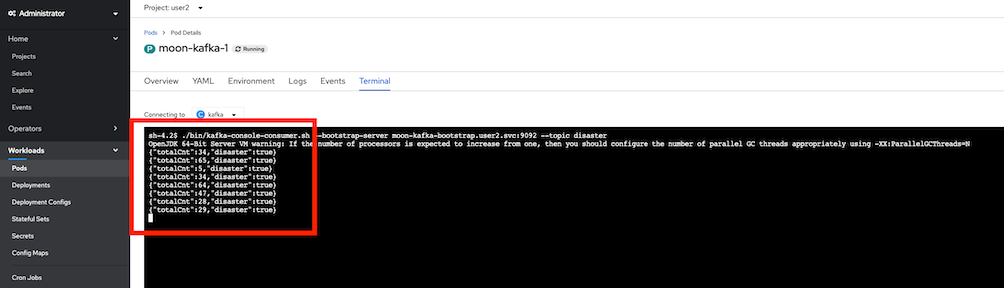 Administrator
Project: user2
Home
Projects
Search
Explore
Events
Operators
Workloads
Pods
Deployments
Deployment Configs
Stateful Sets
Secrets
Config Maps
Cron Jobs
Pods > Pod Details
P moon-kafka-1 Running
Overview YAML Environment Logs Events Terminal
Connecting to C kafka
sh-4.2$ ./bin/kafka-console-consumer.sh --bootstrap-server moon-kafka-bootstrap.user2.svc:9092 --topic disaster
OpenJDK 64-Bit Server VM warning: If the number of processors is expected to increase from one, then you should configure the number of parallel GC threads appropriately using -XX:ParallelGCThreads=N
{"totalCnt":34,"disaster":true}
{"totalCnt":65,"disaster":true}
{"totalCnt":5,"disaster":true}
{"totalCnt":34,"disaster":true}
{"totalCnt":64,"disaster":true}
{"totalCnt":47,"disaster":true}
{"totalCnt":28,"disaster":true}
{"totalCnt":29,"disaster":true}